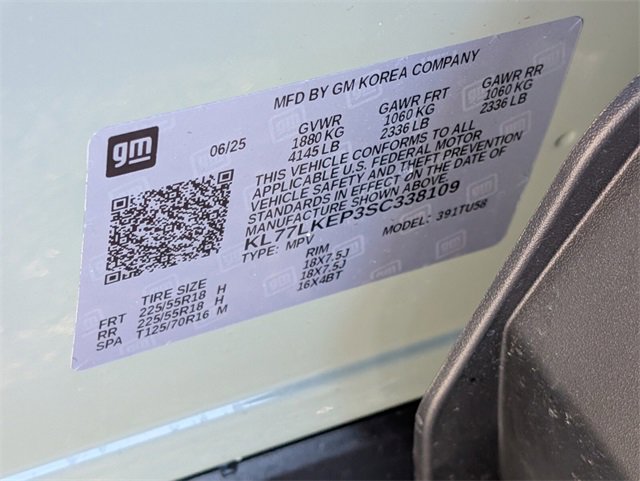 MFD BY GM KOREA COMPANY
gm
06/25
GVWR GAWR FRT GAWR RR
1880 KG 1060 KG 1060 KG
4145 LB 2336 LB 2336 LB
THIS VEHICLE CONFORMS TO ALL
APPLICABLE U.S. FEDERAL MOTOR
VEHICLE SAFETY AND THEFT PREVENTION
STANDARDS IN EFFECT ON THE DATE OF
MANUFACTURE SHOWN ABOVE.
KL77LKEP3SC338109
TYPE: MPV MODEL: 391TU58
TIRE SIZE RIM
FRT 225/55R18 H 18X7.5J
RR 225/55R18 H 18X7.5J
SPA T125/70R16 M 16X4BT